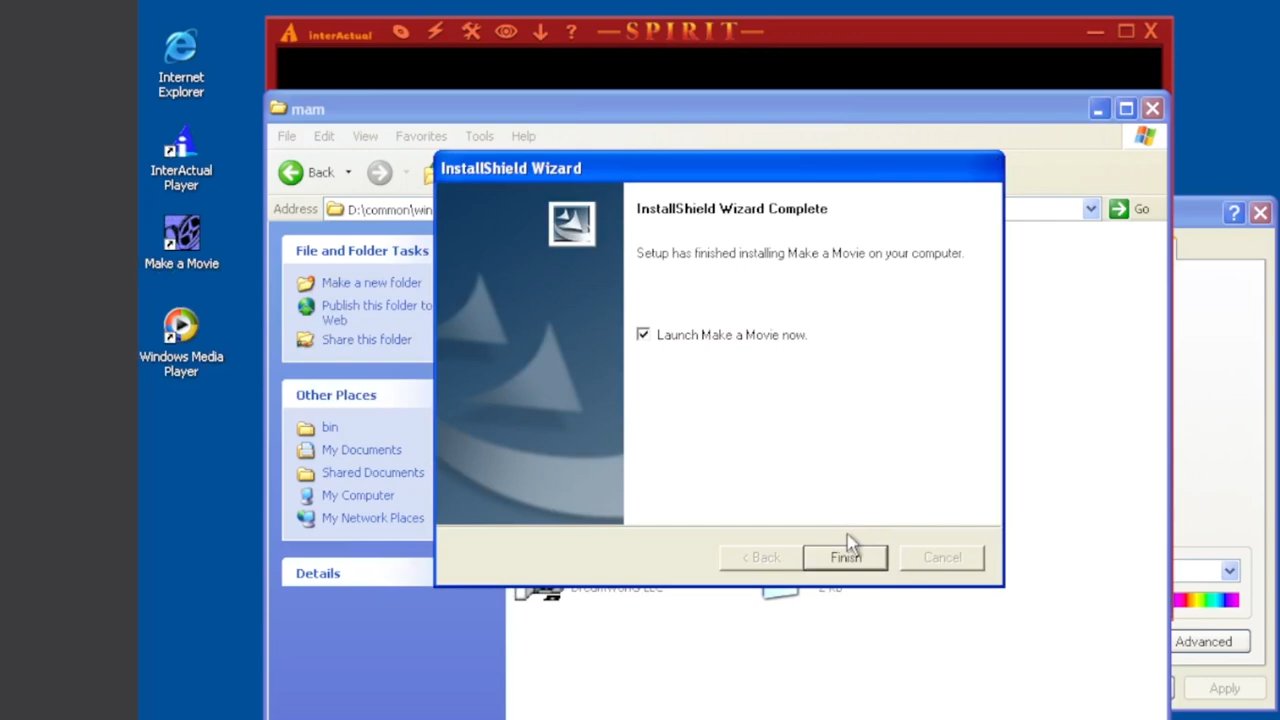 Internet
Explorer
InterActual
Player
Make a Movie
Windows Media
Player
interActual
?
SPIRIT
mam
File Edit View Favorites Tools Help
Back
Address D:\common\win
Go
File and Folder Tasks
Make a new folder
Publish this folder to
Web
Share this folder
Other Places
bin
My Documents
Shared Documents
My Computer
My Network Places
Details
InstallShield Wizard
InstallShield Wizard Complete
Setup has finished installing Make a Movie on your computer.
Launch Make a Movie now.
< Back Finish Cancel
Advanced
Apply